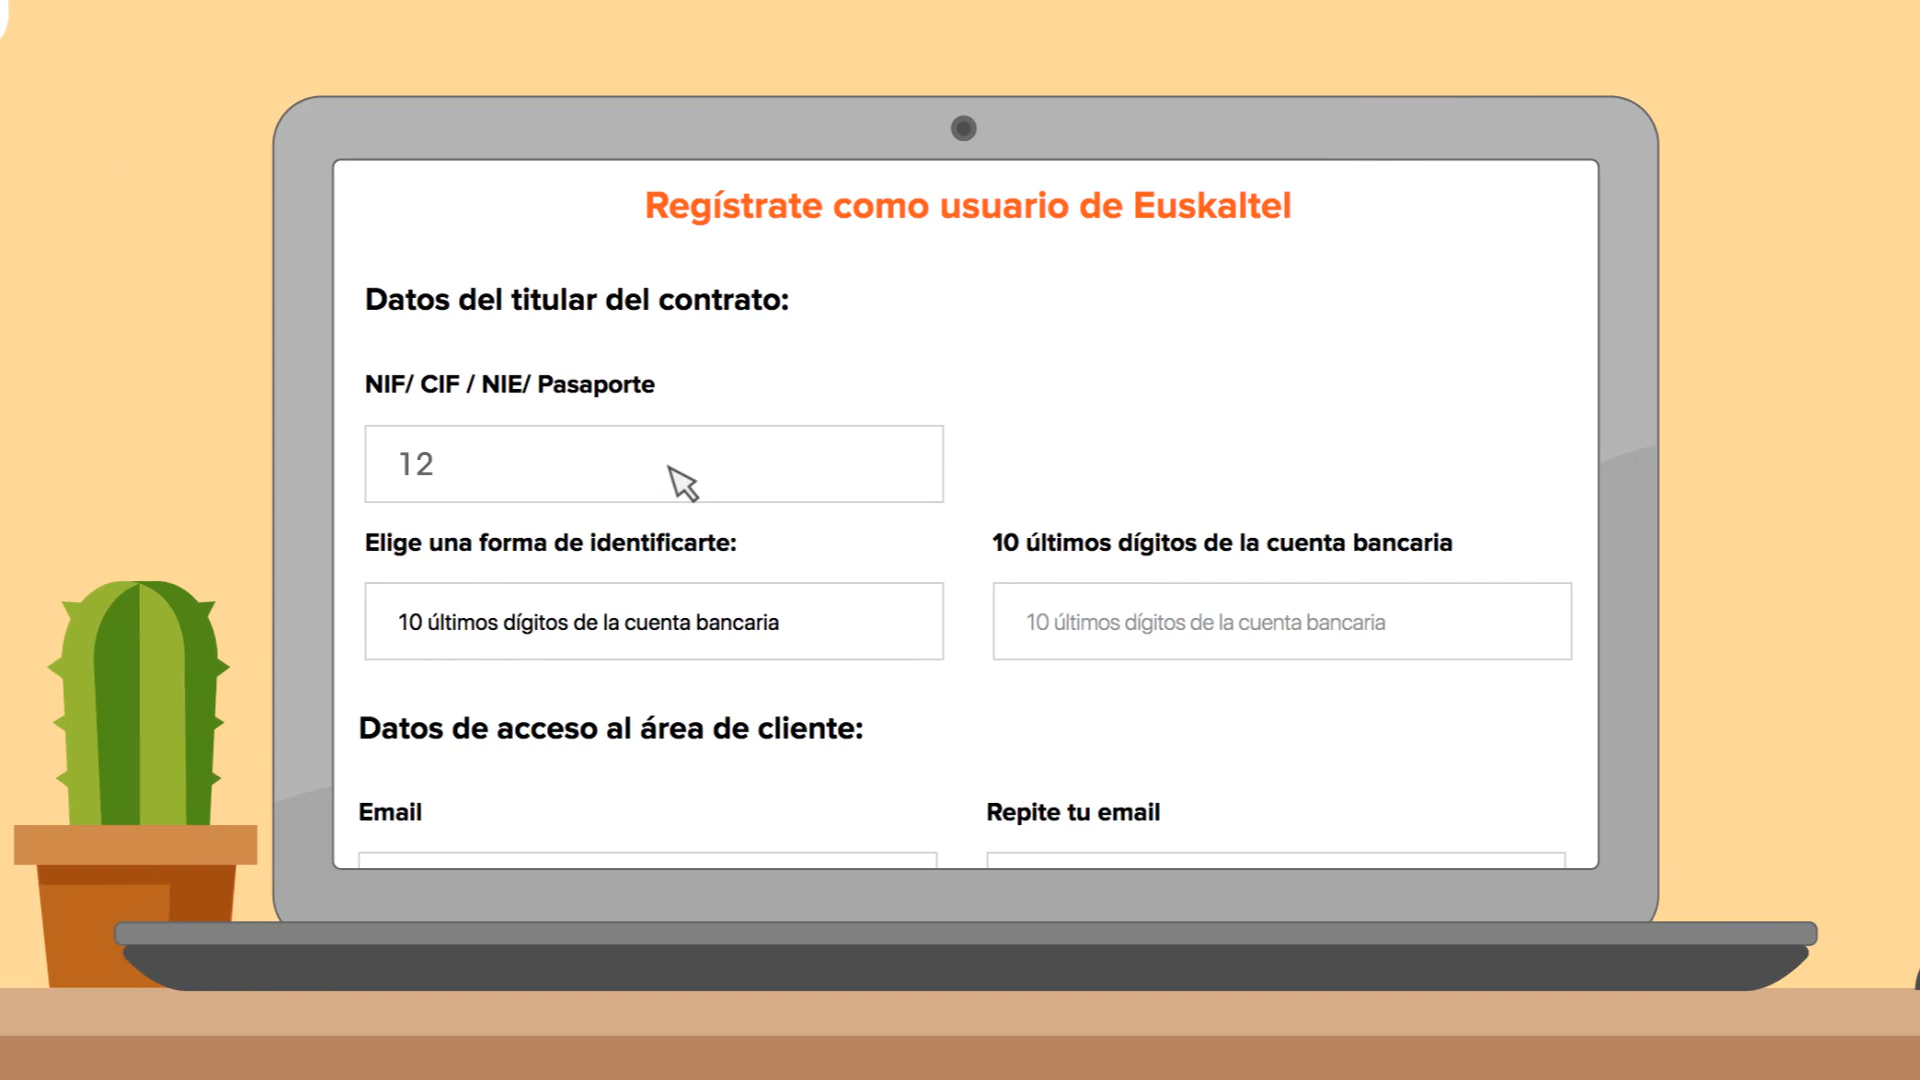 Regístrate como usuario de Euskaltel
Datos del titular del contrato:
NIF/ CIF / NIE/ Pasaporte
12
Elige una forma de identificarte:
10 últimos dígitos de la cuenta bancaria
10 últimos dígitos de la cuenta bancaria
10 últimos dígitos de la cuenta bancaria
Datos de acceso al área de cliente:
Email
Repite tu email